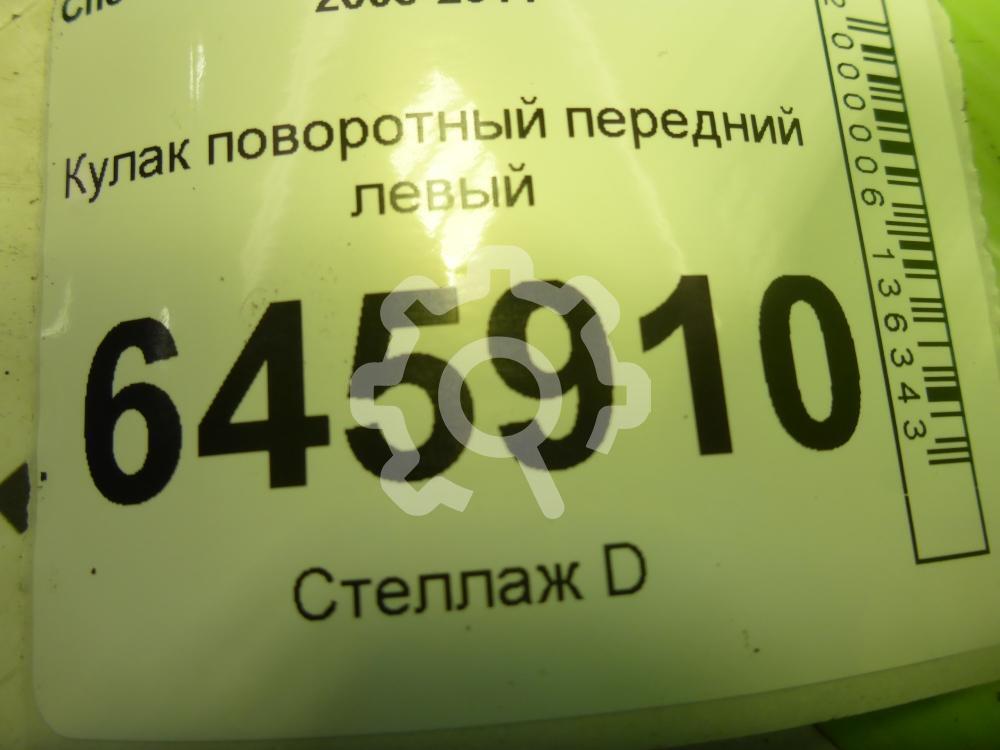 Кулак поворотный передний
левый
645910
Стеллаж D
2000006136343